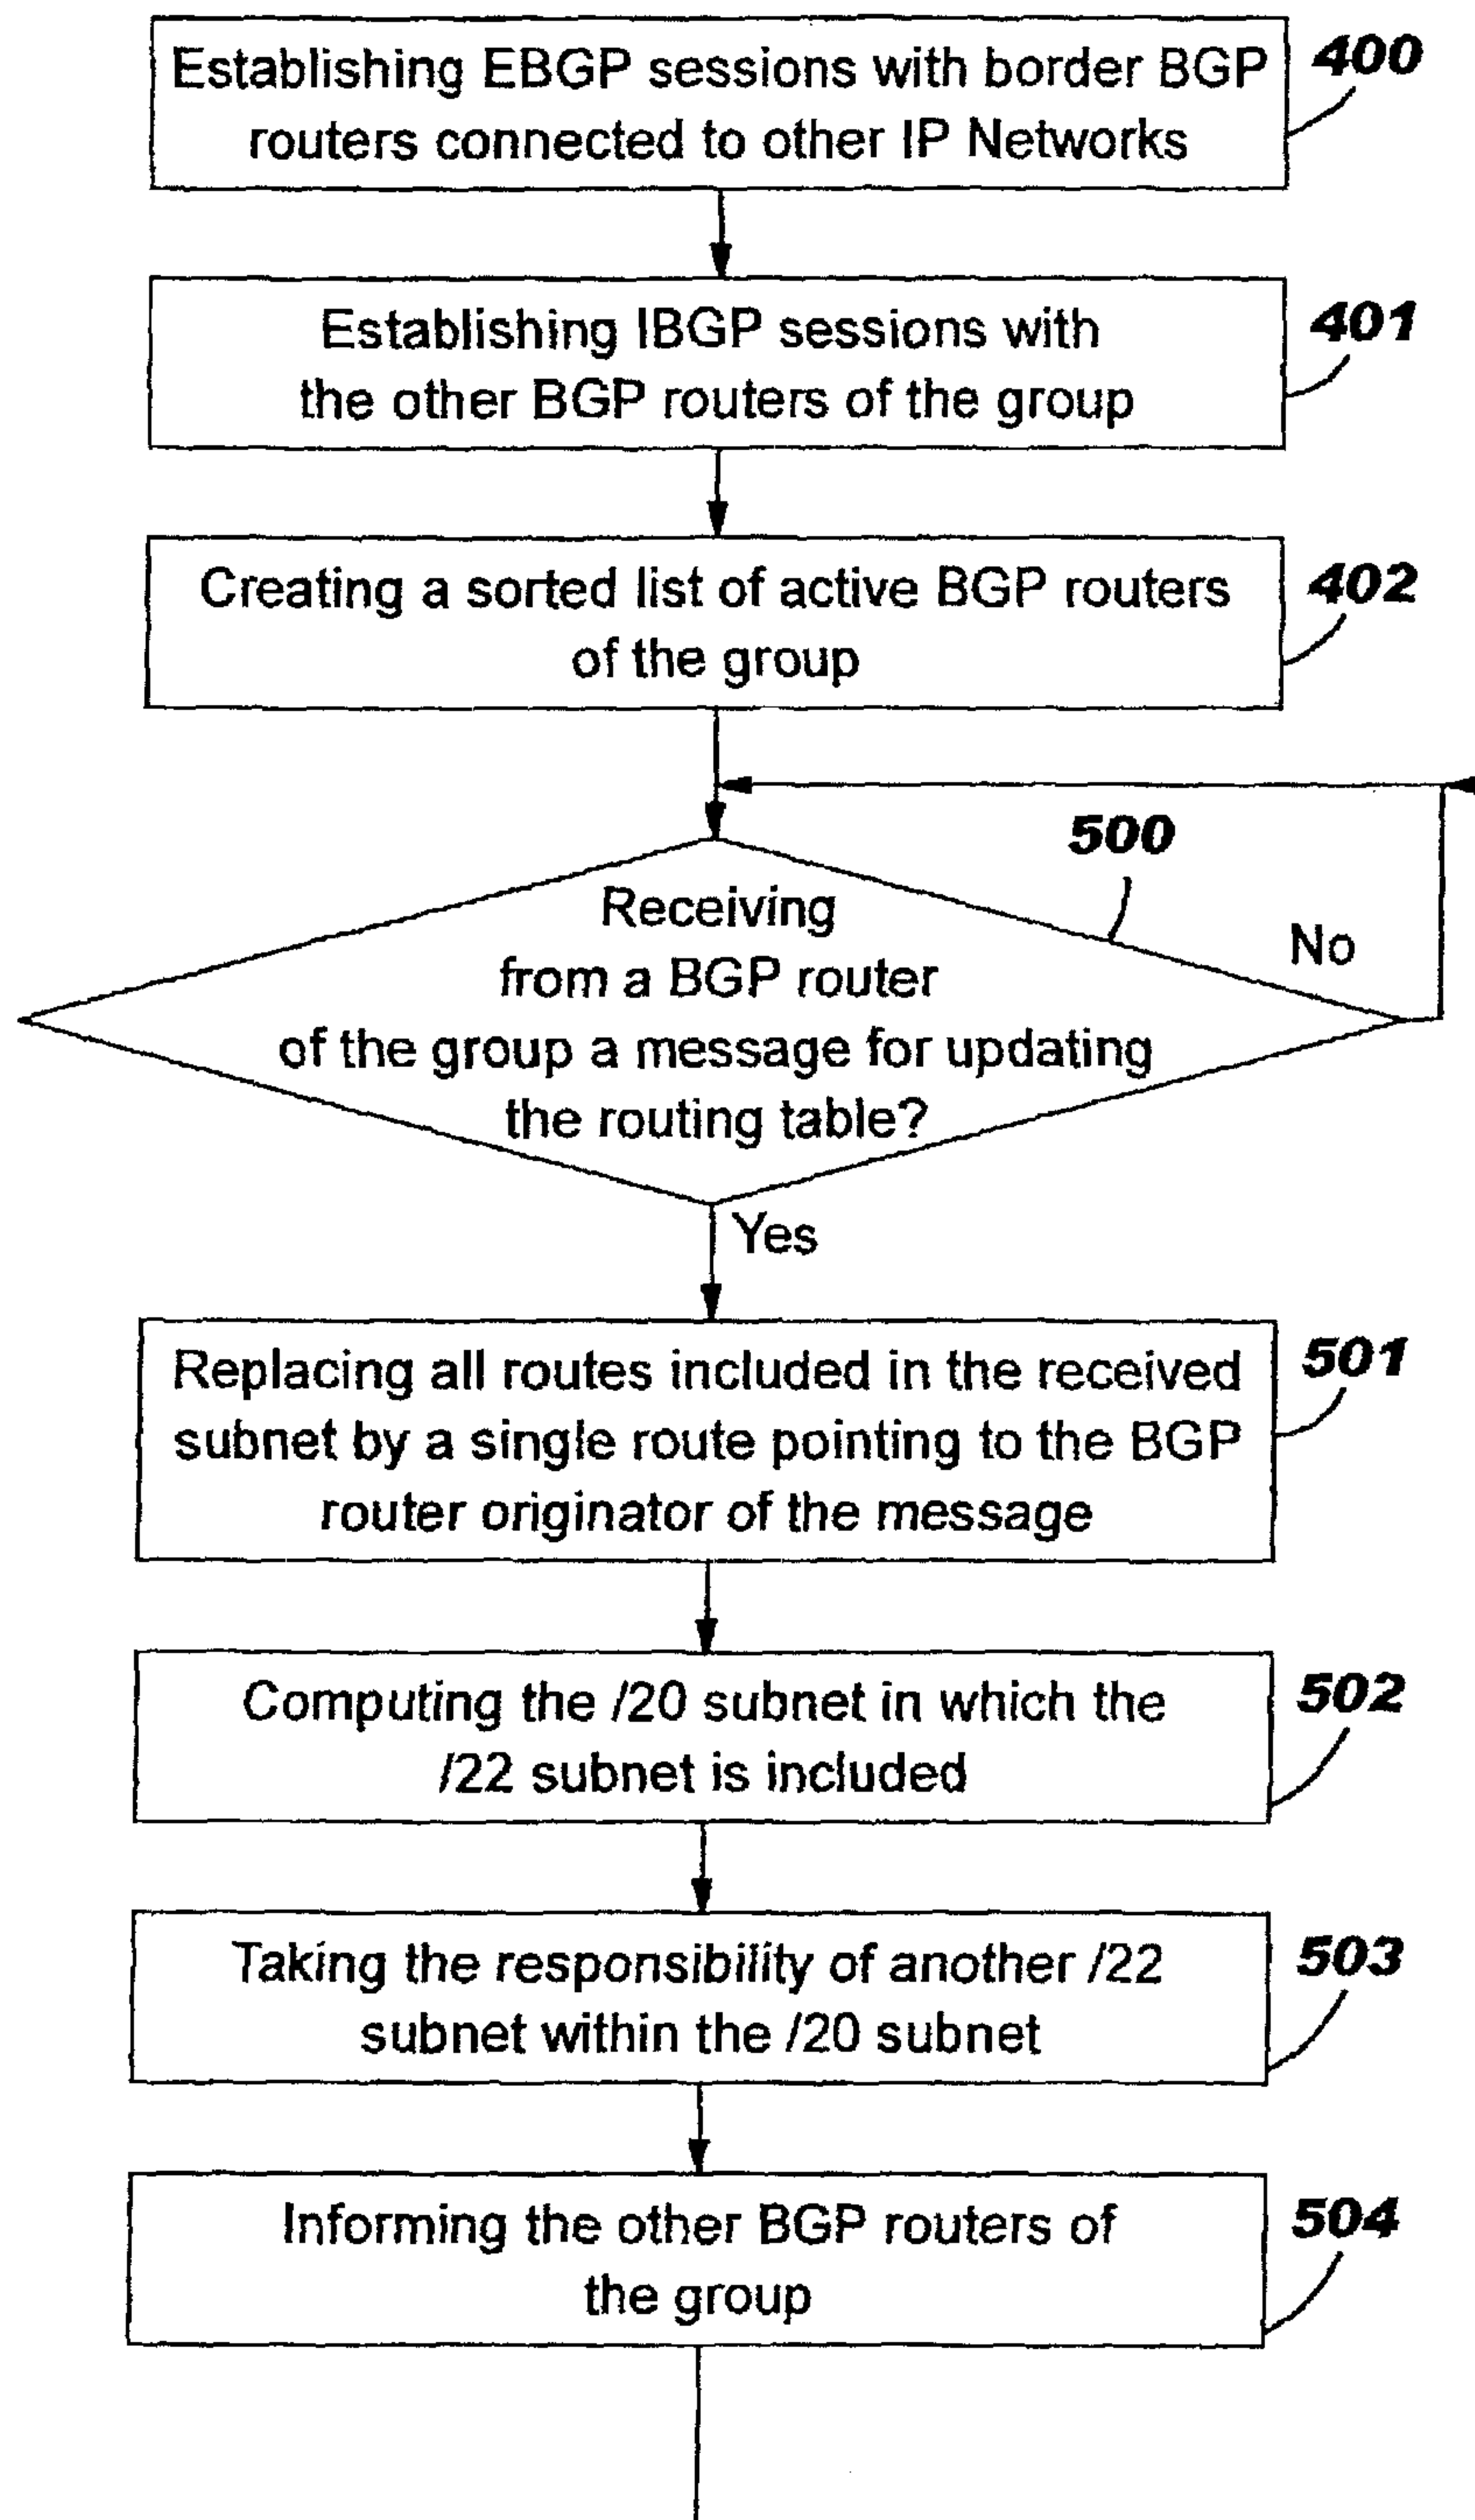 Establishing EBGP sessions with border BGP
routers connected to other IP Networks
400
Establishing IBGP sessions with
the other BGP routers of the group
401
Creating a sorted list of active BGP routers
of the group
402
500
Receiving
from a BGP router
of the group a message for updating
the routing table?
No
Yes
Replacing all routes included in the received
subnet by a single route pointing to the BGP
router originator of the message
501
Computing the /20 subnet in which the
/22 subnet is included
502
Taking the responsibility of another /22
subnet within the /20 subnet
503
Informing the other BGP routers of
the group
504